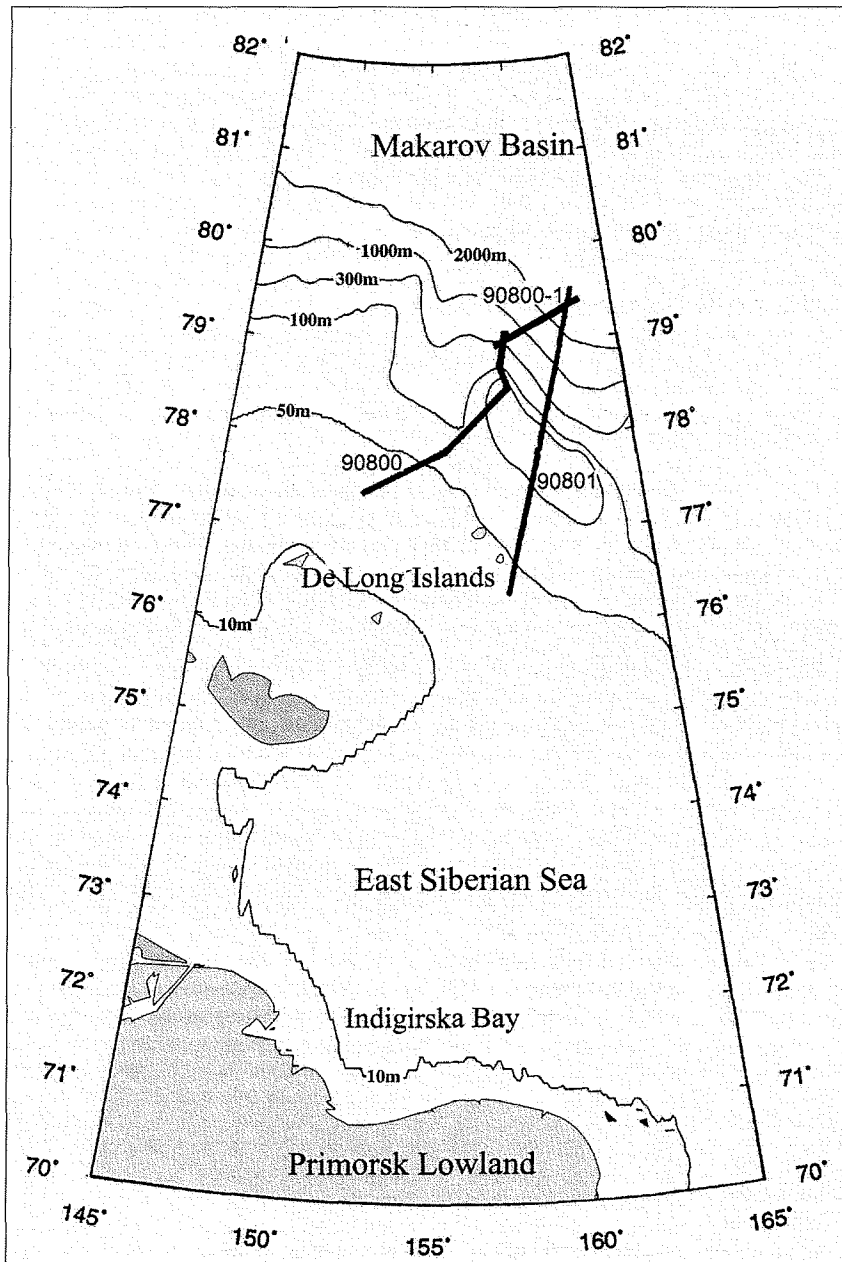 82°
82°
81°
Makarov Basin
81°
80°
1000m
2000m
80°
300m
90800-1
79°
100m
79°
78°
50m
78°
90800
90801
77°
77°
De Long Islands
76°
10m
76°
75°
75°
74°
74°
73°
East Siberian Sea
73°
72°
Indigirska Bay
72°
71°
10m
71°
70°
Primorsk Lowland
70°
145°
150°
155°
160°
165°